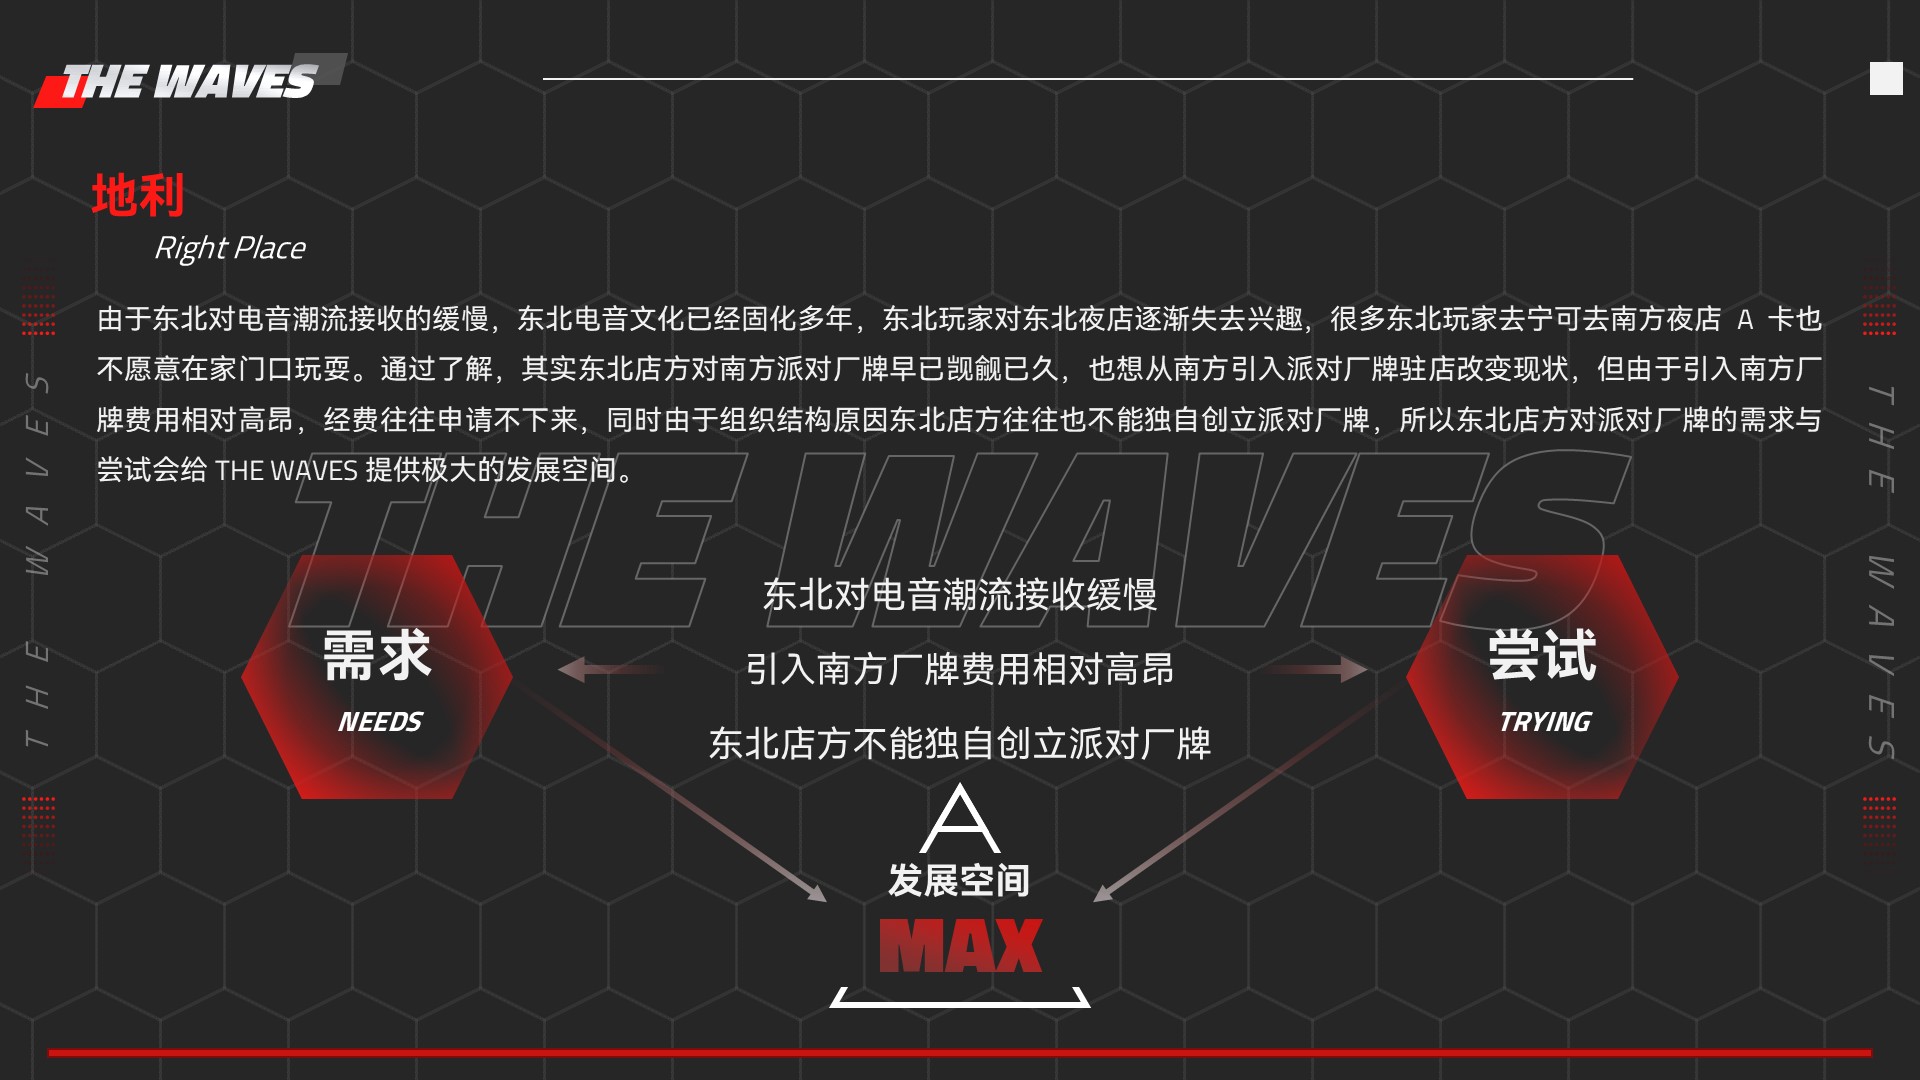 THE WAVES
地利
Right Place
由于东北对电音潮流接收的缓慢，东北电音文化已经固化多年，东北玩家对东北夜店逐渐失去兴趣，很多东北玩家去宁可去南方夜店 A 卡也
不愿意在家门口玩耍。通过了解，其实东北店方对南方派对厂牌早已觊觎已久，也想从南方引入派对厂牌驻店改变现状，但由于引入南方厂
牌费用相对高昂，经费往往申请不下来，同时由于组织结构原因东北店方往往也不能独自创立派对厂牌，所以东北店方对派对厂牌的需求与
尝试会给 THE WAVES 提供极大的发展空间。
THE WAVES
THE WAVES
THE WAVES
需求
NEEDS
东北对电音潮流接收缓慢
引入南方厂牌费用相对高昂
东北店方不能独自创立派对厂牌
尝试
TRYING
发展空间
MAX